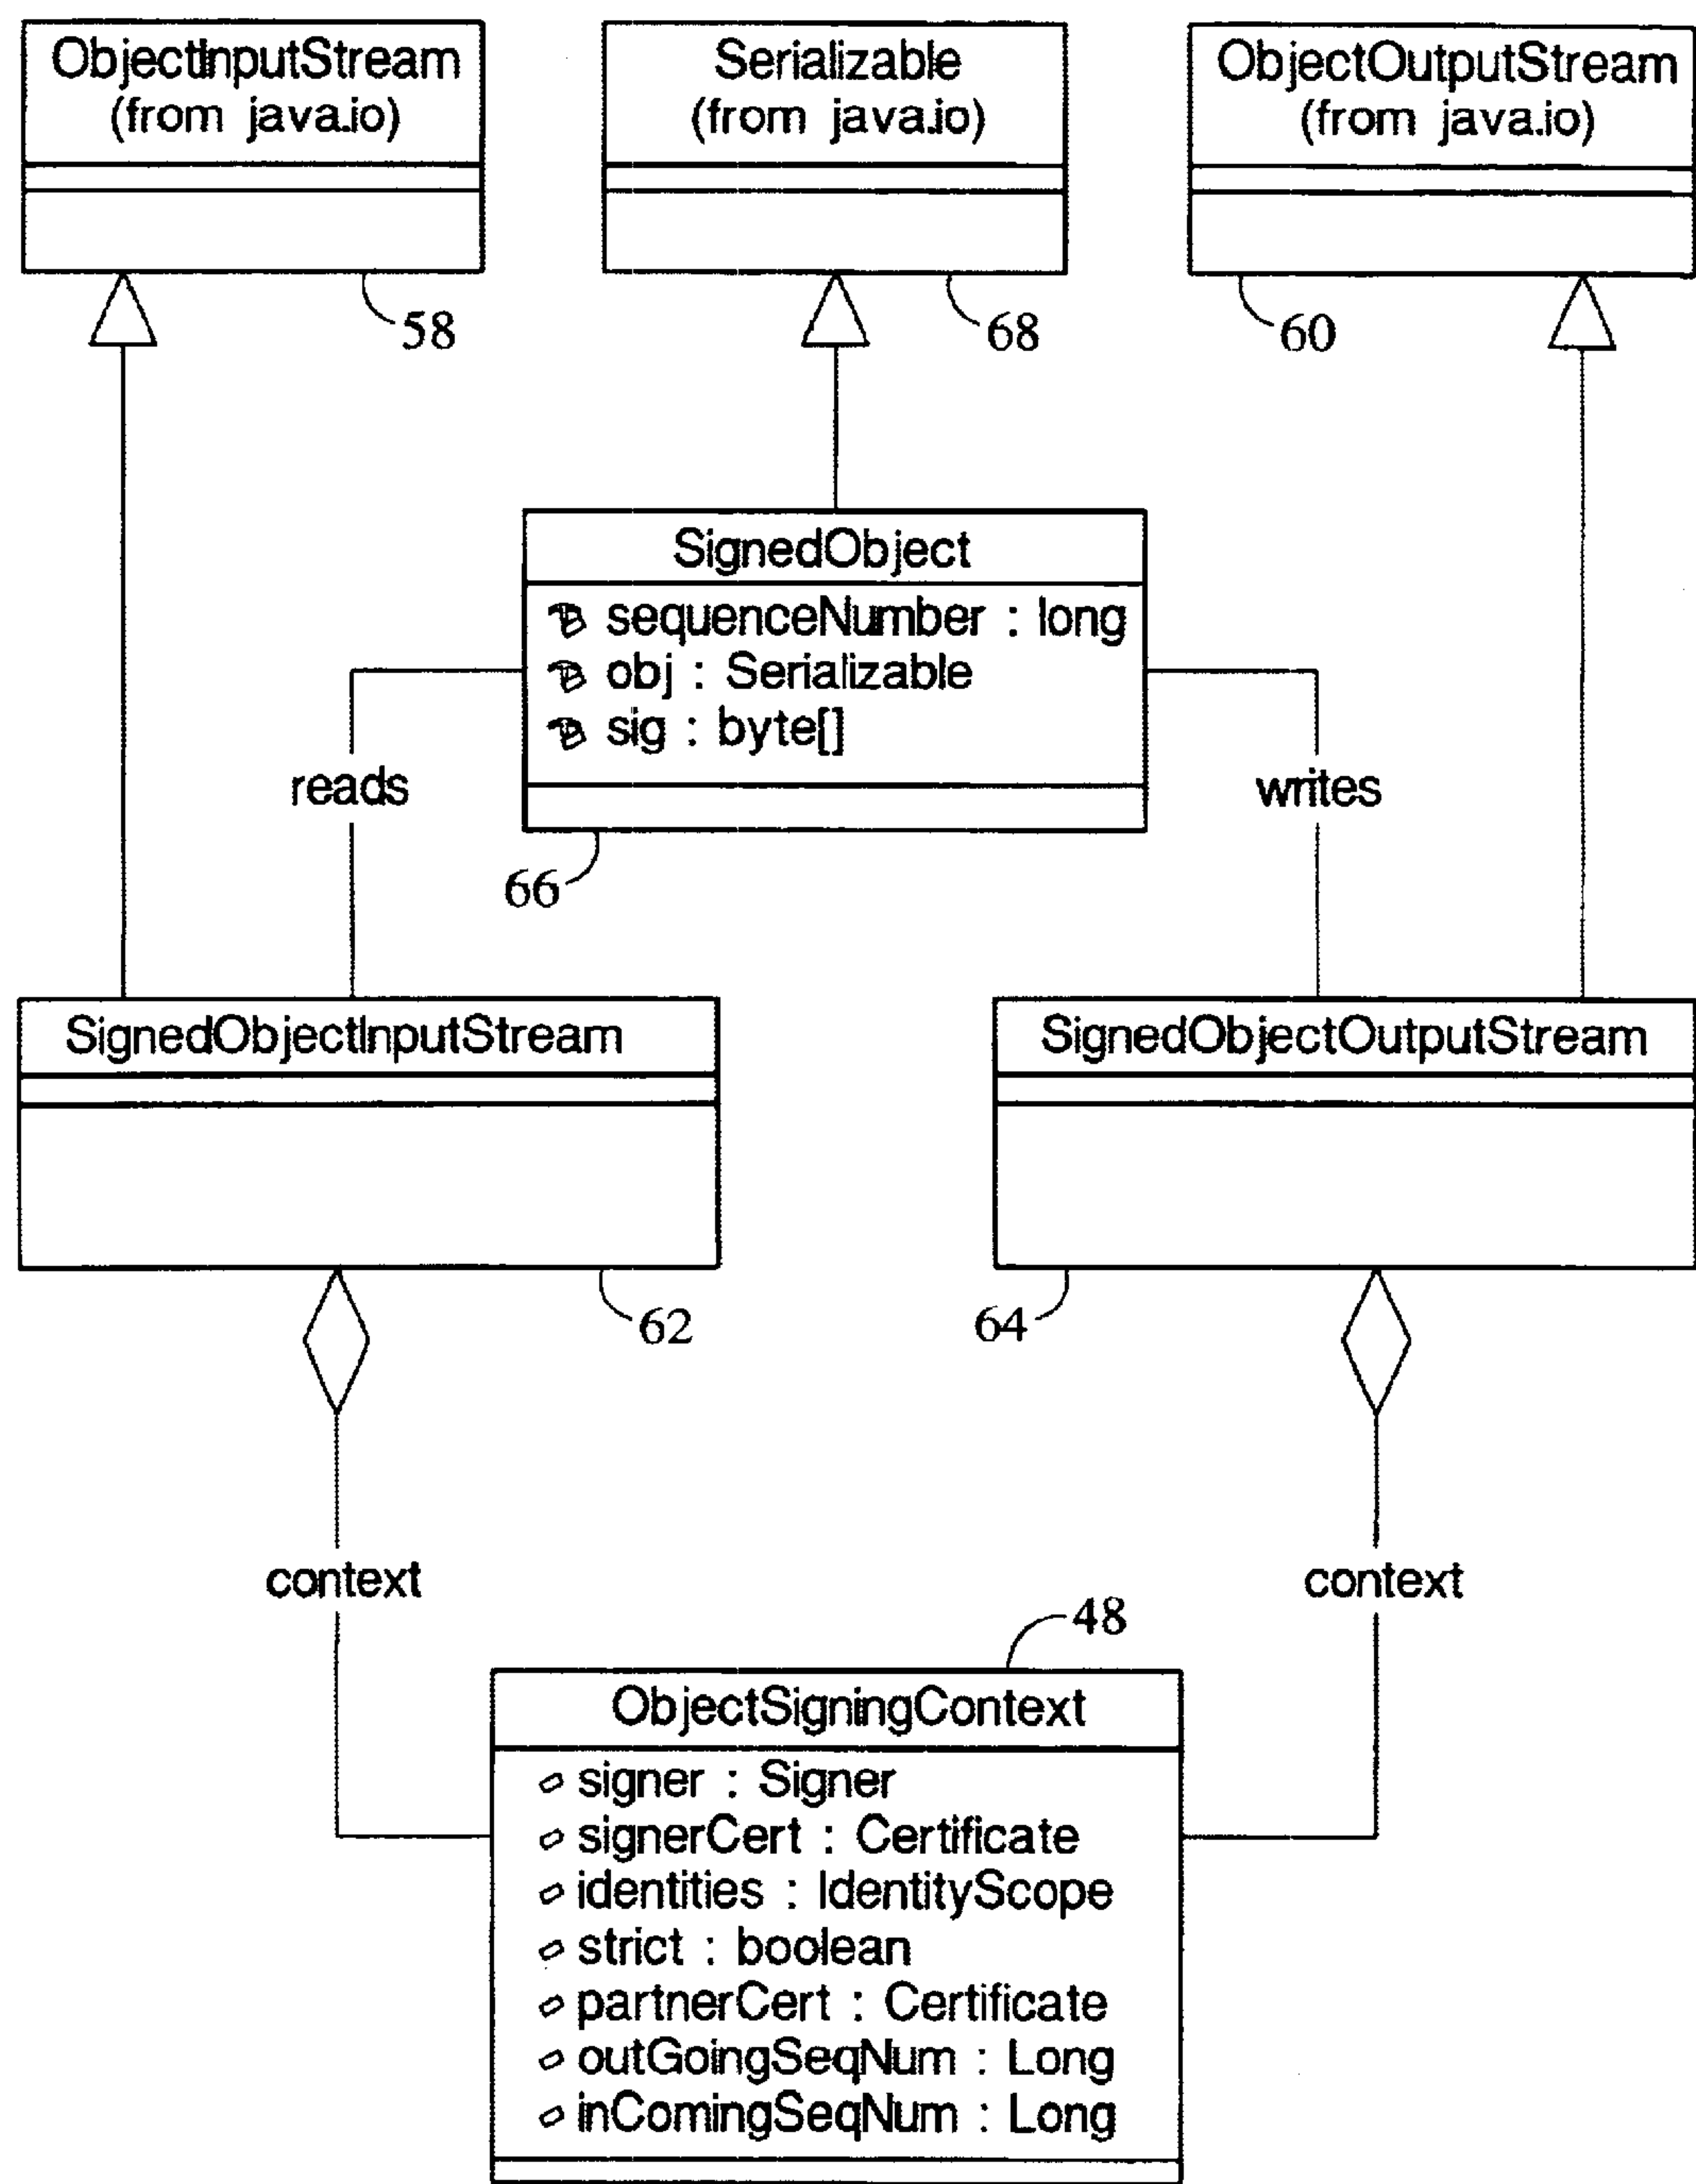 ObjectInputStream
(from java.io)
Serializable
(from java.io)
ObjectOutputStream
(from java.io)
58
68
60
SignedObject
sequenceNumber : long
obj : Serializable
sig : byte[]
reads
writes
66
SignedObjectInputStream
SignedObjectOutputStream
62
64
context
context
48
ObjectSigningContext
signer : Signer
signerCert : Certificate
identities : IdentityScope
strict : boolean
partnerCert : Certificate
outGoingSeqNum : Long
inComingSeqNum : Long